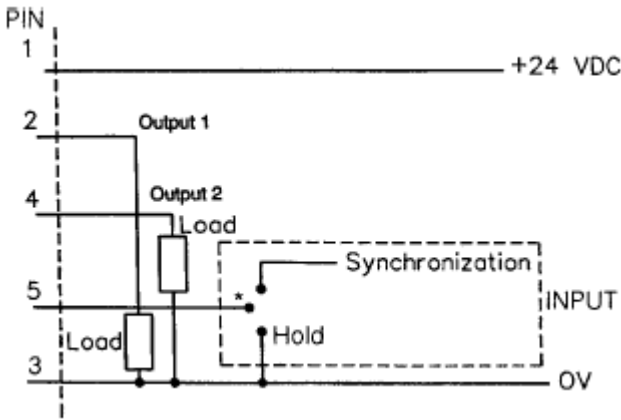 PIN
1
+24 VDC
2
Output 1
4
Output 2
Load
Synchronization
5
*
INPUT
Load
Hold
3
0V